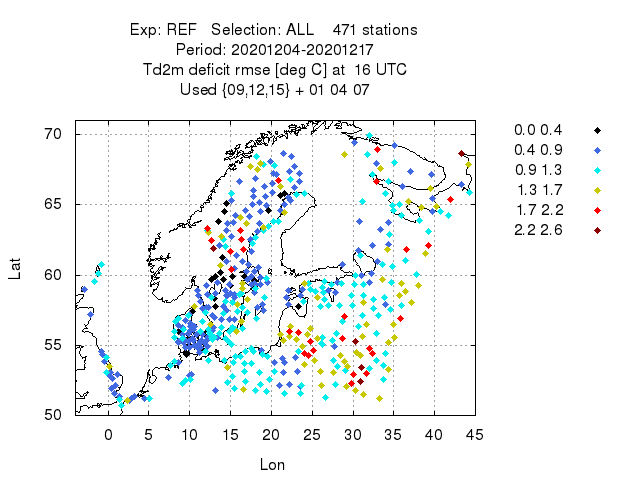 Exp: REF Selection: ALL 471 stations
Period: 20201204-20201217
Td2m deficit rmse [deg C] at 16 UTC
Used {09,12,15} + 01 04 07
0.0 0.4
0.4 0.9
0.9 1.3
1.3 1.7
1.7 2.2
2.2 2.6
70
65
60
55
50
Lat
0 5 10 15 20 25 30 35 40 45
Lon